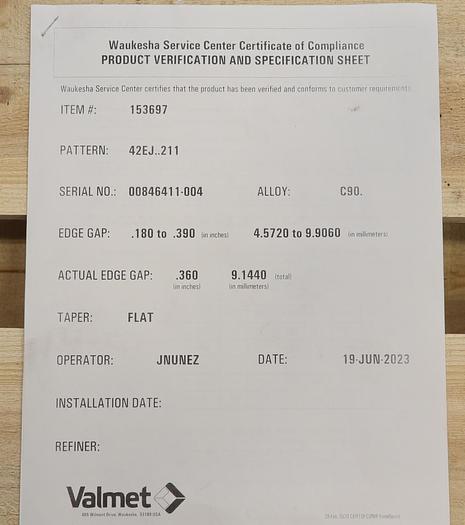 Waukesha Service Center Certificate of Compliance
PRODUCT VERIFICATION AND SPECIFICATION SHEET
Waukesha Service Center certifies that the product has been verified and conforms to customer requirements
ITEM #: 153697
PATTERN: 42EJ..211
SERIAL NO.: 00846411-004 ALLOY: C90.
EDGE GAP: .180 to .390 (in inches) 4.5720 to 9.9060 (in millimeters)
ACTUAL EDGE GAP: .360 9.1440 (total)
(in inches) (in millimeters)
TAPER: FLAT
OPERATOR: JNUNEZ DATE: 19-JUN-2023
INSTALLATION DATE:
REFINER:
Valmet
Drive, Waukesha, USA